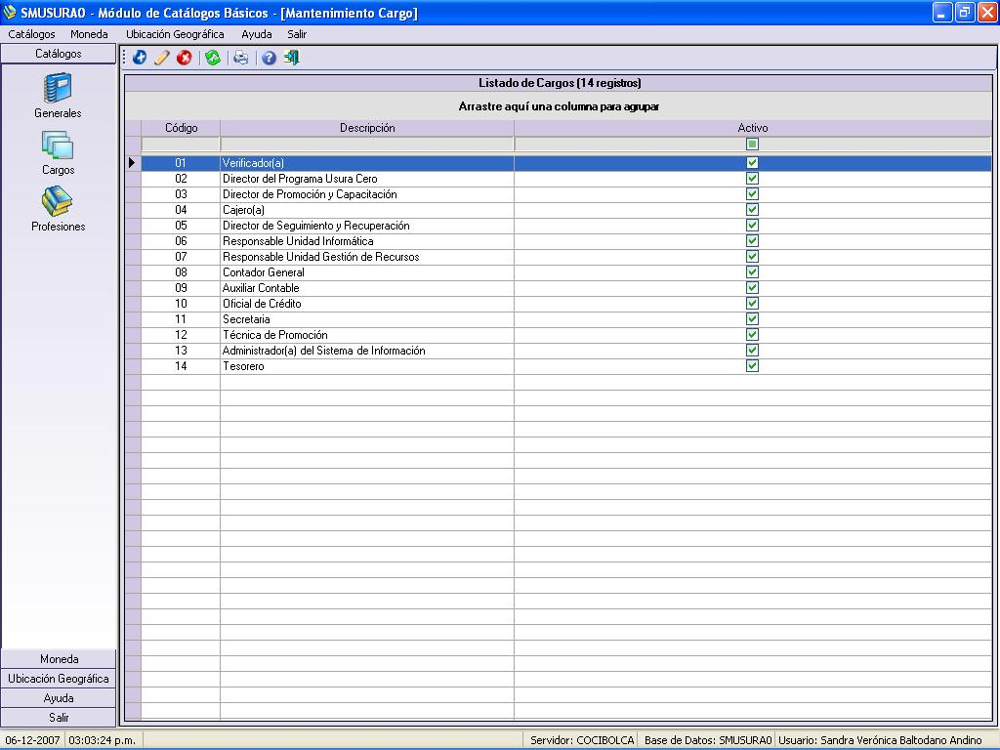 SMUSURA0 - Módulo de Catálogos Básicos - [Mantenimiento Cargo]
Catálogos Moneda Ubicación Geográfica Ayuda Salir
Catálogos
Generales
Cargos
Profesiones
Listado de Cargos (14 registros)
Arrastre aquí una columna para agrupar
Código Descripción Activo
01 Verificador(a)
02 Director del Programa Usura Cero
03 Director de Promoción y Capacitación
04 Cajero(a)
05 Director de Seguimiento y Recuperación
06 Responsable Unidad Informática
07 Responsable Unidad Gestión de Recursos
08 Contador General
09 Auxiliar Contable
10 Oficial de Crédito
11 Secretaria
12 Técnica de Promoción
13 Administrador(a) del Sistema de Información
14 Tesorero
Moneda
Ubicación Geográfica
Ayuda
Salir
06-12-2007 03:03:24 p.m. Servidor: COCIBOLCA Base de Datos: SMUSURA0 Usuario: Sandra Verónica Baltodano Andino